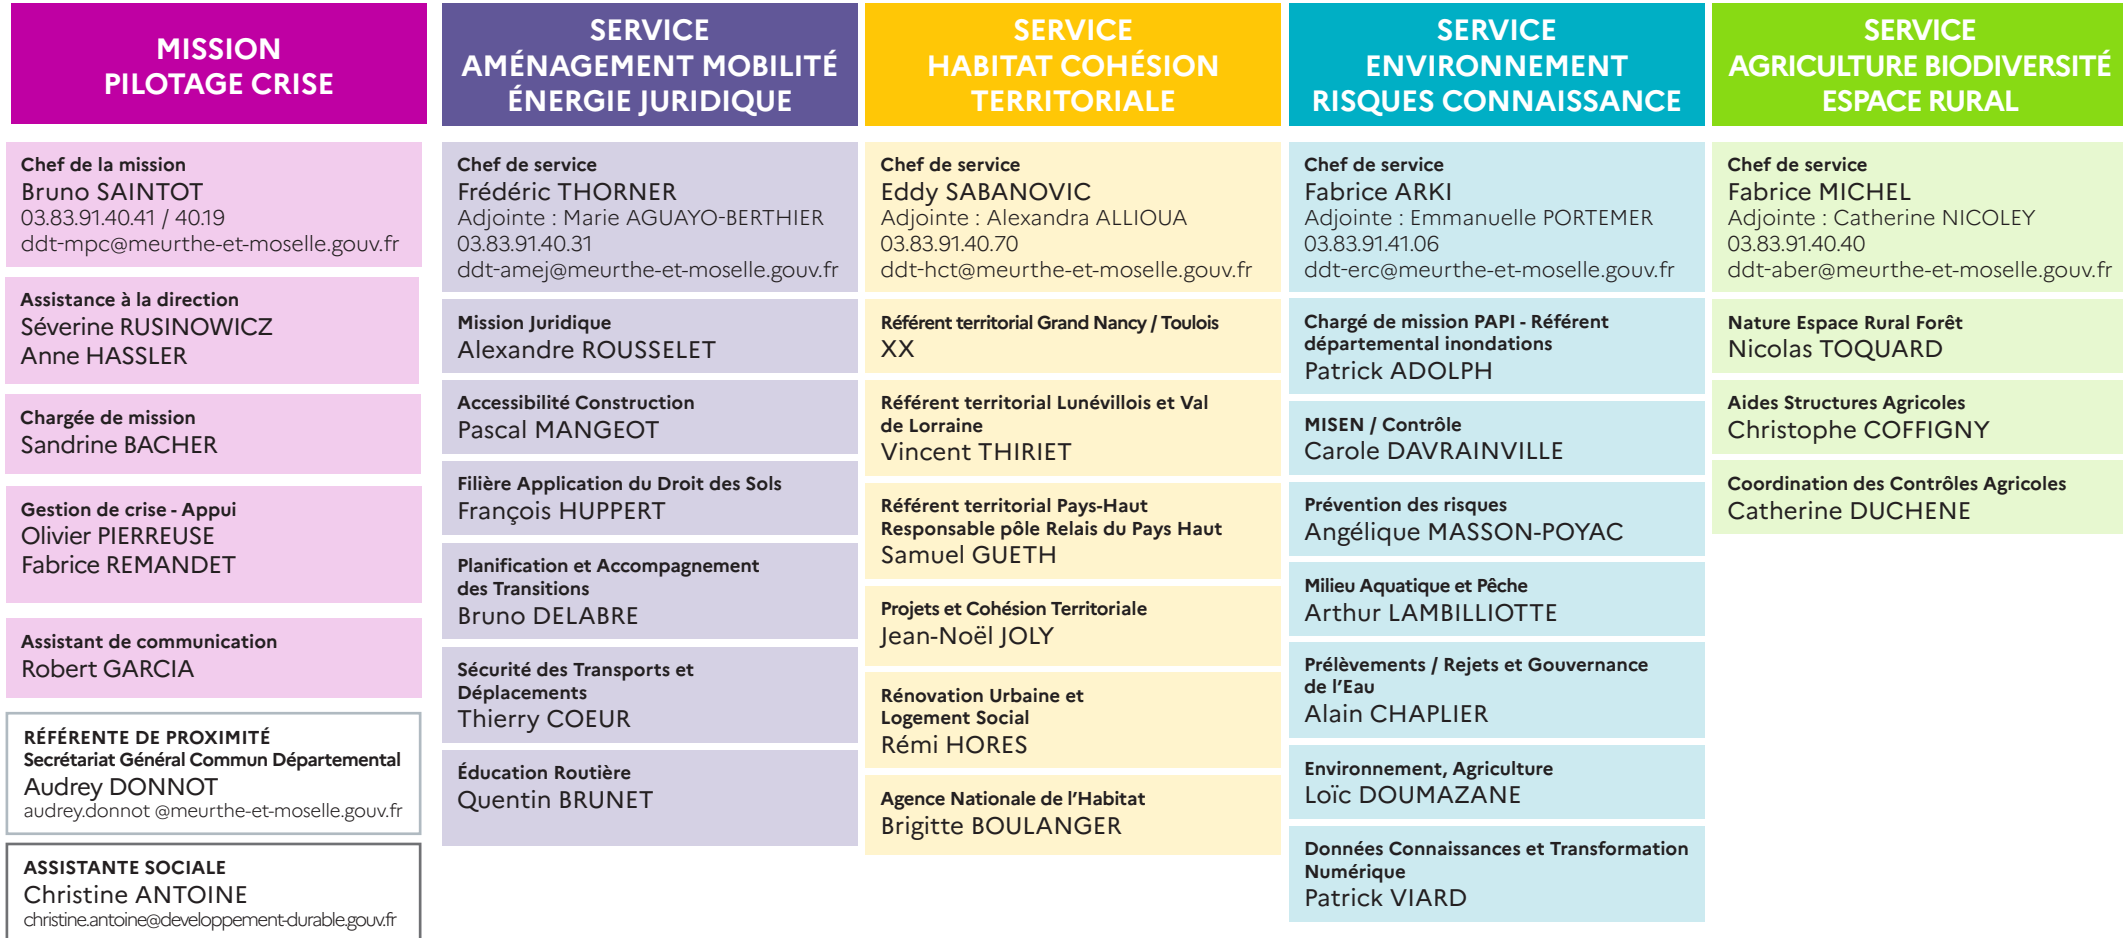 MISSION
PILOTAGE CRISE
Chef de la mission
Bruno SAINTOT
03.83.91.40.41 / 40.19
ddt-mpc@meurthe-et-moselle.gouv.fr
Assistance à la direction
Séverine RUSINOWICZ
Anne HASSLER
Chargée de mission
Sandrine BACHER
Gestion de crise - Appui
Olivier PIERREUSE
Fabrice REMANDET
Assistant de communication
Robert GARCIA
RÉFÉRENTE DE PROXIMITÉ
Secrétariat Général Commun Départemental
Audrey DONNOT
audrey.donnot @meurthe-et-moselle.gouv.fr
ASSISTANTE SOCIALE
Christine ANTOINE
christine.antoine@developpement-durable.gouv.fr
SERVICE
AMÉNAGEMENT MOBILITÉ
ÉNERGIE JURIDIQUE
Chef de service
Frédéric THORNER
Adjointe : Marie AGUAYO-BERTHIER
03.83.91.40.31
ddt-amej@meurthe-et-moselle.gouv.fr
Mission Juridique
Alexandre ROUSSELET
Accessibilité Construction
Pascal MANGEOT
Filière Application du Droit des Sols
François HUPPERT
Planification et Accompagnement
des Transitions
Bruno DELABRE
Sécurité des Transports et
Déplacements
Thierry COEUR
Éducation Routière
Quentin BRUNET
SERVICE
HABITAT COHÉSION
TERRITORIALE
Chef de service
Eddy SABANOVIC
Adjointe : Alexandra ALLIOUA
03.83.91.40.70
ddt-hct@meurthe-et-moselle.gouv.fr
Référent territorial Grand Nancy / Toulois
XX
Référent territorial Lunévillois et Val
de Lorraine
Vincent THIRIET
Référent territorial Pays-Haut
Responsable pôle Relais du Pays Haut
Samuel GUETH
Projets et Cohésion Territoriale
Jean-Noël JOLY
Rénovation Urbaine et
Logement Social
Rémi HORES
Agence Nationale de l'Habitat
Brigitte BOULANGER
SERVICE
ENVIRONNEMENT
RISQUES CONNAISSANCE
Chef de service
Fabrice ARKI
Adjointe : Emmanuelle PORTEMER
03.83.91.41.06
ddt-erc@meurthe-et-moselle.gouv.fr
Chargé de mission PAPI - Référent
départemental inondations
Patrick ADOLPH
MISEN / Contrôle
Carole DAVRAINVILLE
Prévention des risques
Angélique MASSON-POYAC
Milieu Aquatique et Pêche
Arthur LAMBILLIOTTE
Prélèvements / Rejets et Gouvernance
de l'Eau
Alain CHAPLIER
Environnement, Agriculture
Loïc DOUMAZANE
Données Connaissances et Transformation
Numérique
Patrick VIARD
SERVICE
AGRICULTURE BIODIVERSITÉ
ESPACE RURAL
Chef de service
Fabrice MICHEL
Adjointe : Catherine NICOLEY
03.83.91.40.40
ddt-aber@meurthe-et-moselle.gouv.fr
Nature Espace Rural Forêt
Nicolas TOQUARD
Aides Structures Agricoles
Christophe COFFIGNY
Coordination des Contrôles Agricoles
Catherine DUCHENE